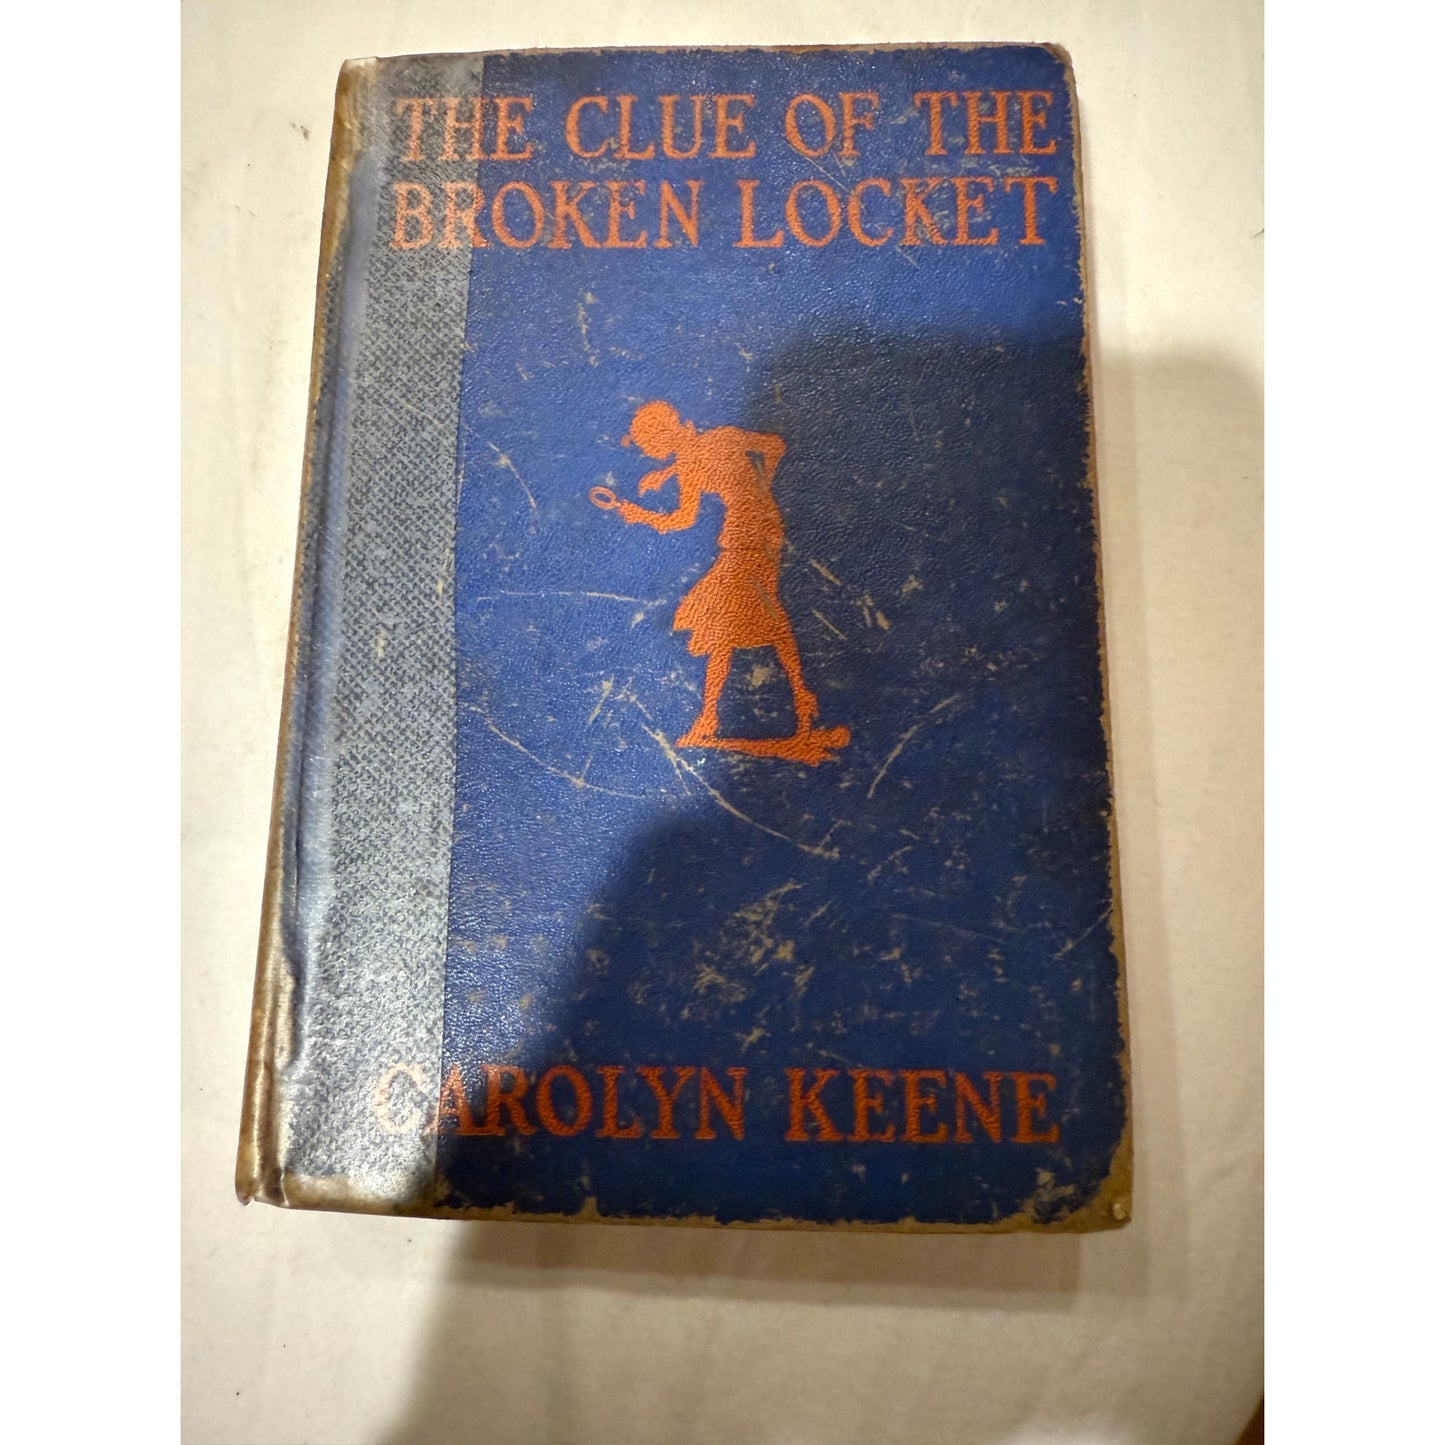 THE CLUE OF THE
BROKEN LOCKET
CAROLYN KEENE